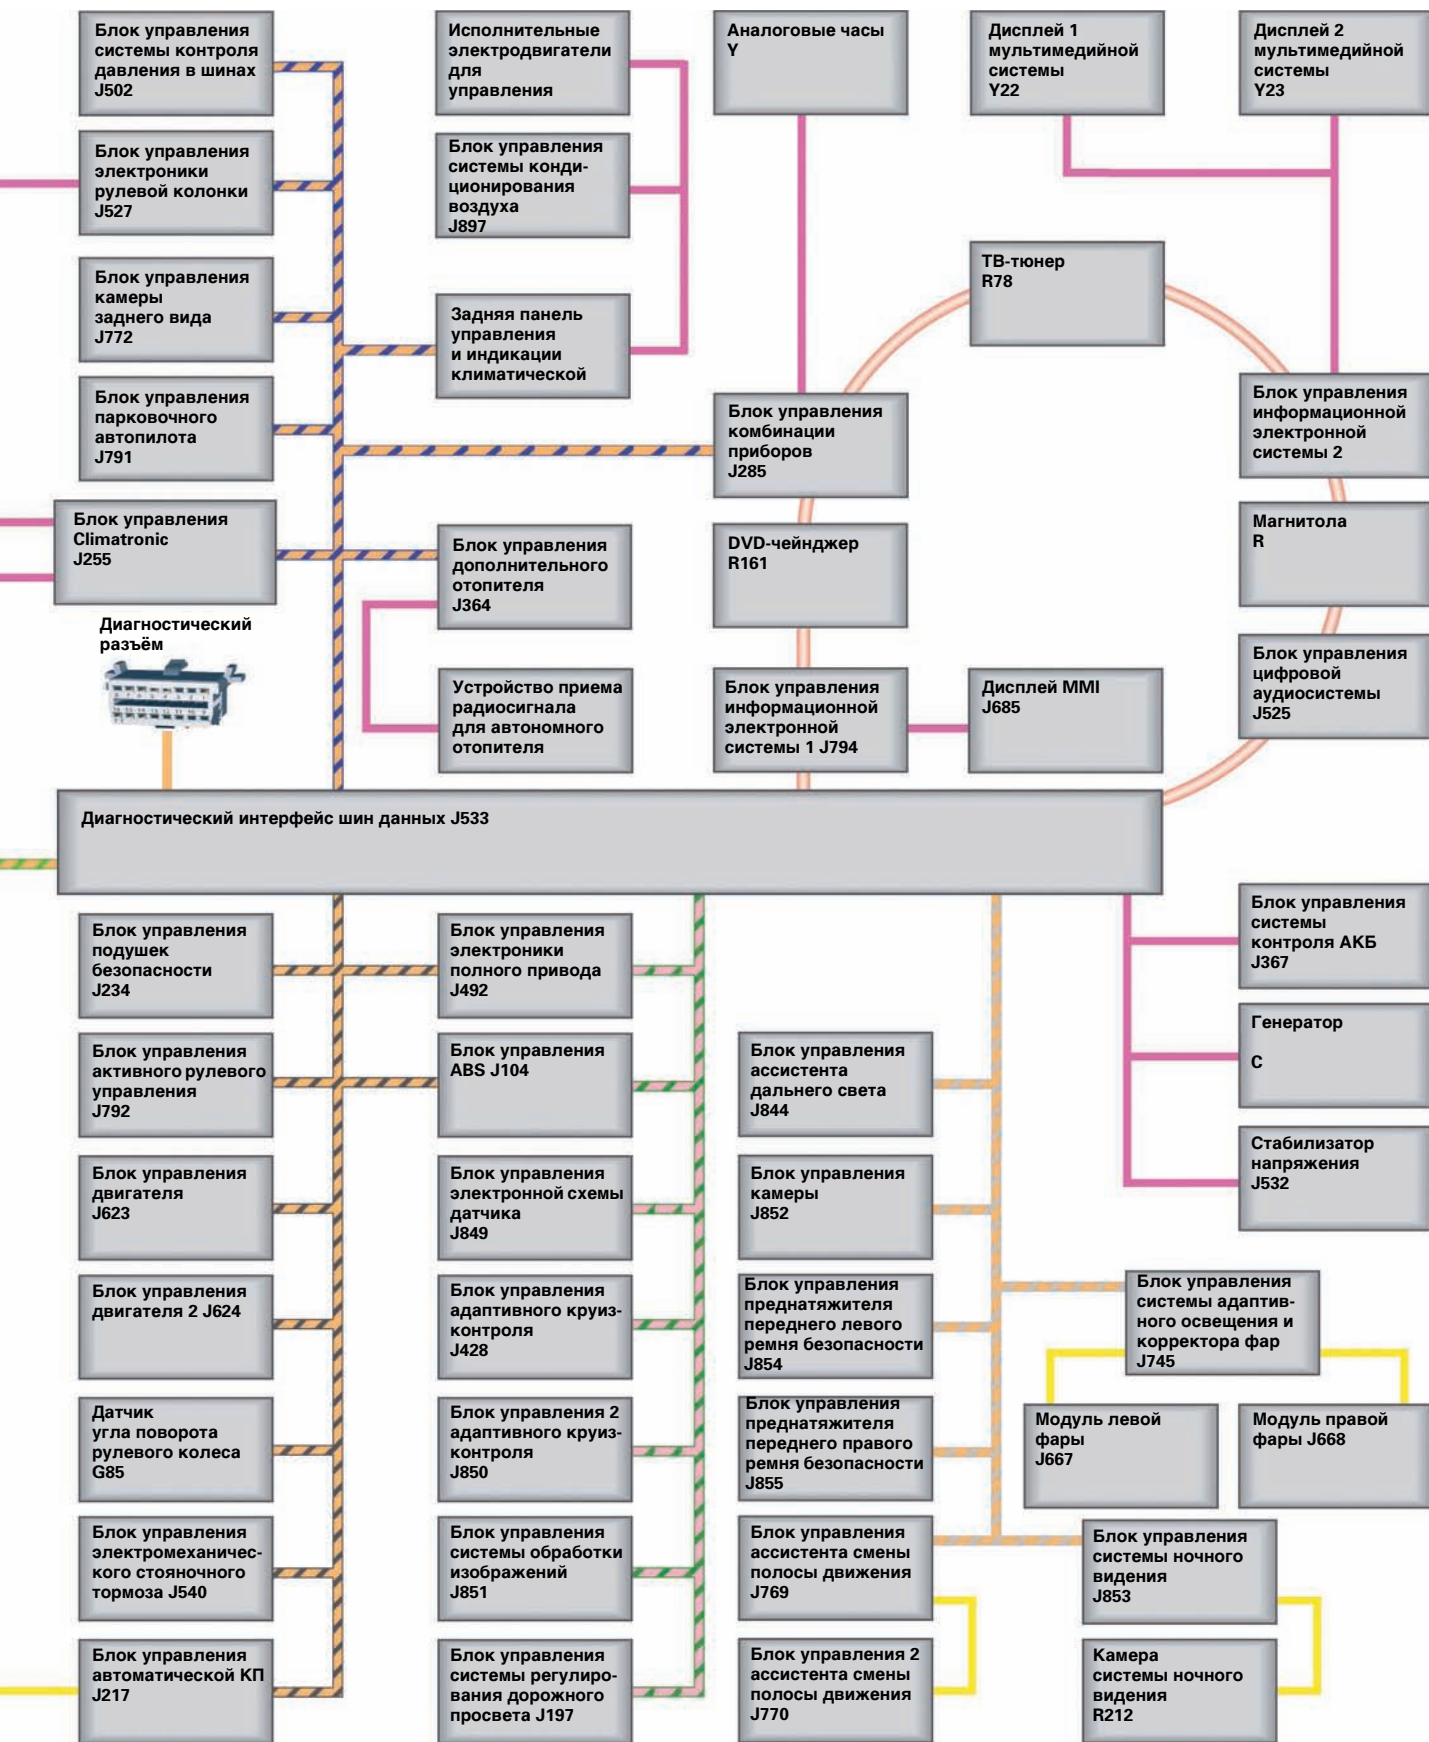 Блок управления
системы контроля
давления в шинах
J502
Исполнительные
электродвигатели
для
управления
Аналоговые часы
Y
Дисплей 1
мультимедийной
системы
Y22
Дисплей 2
мультимедийной
системы
Y23
Блок управления
электроники
рулевой колонки
J527
Блок управления
системы конди-
ционирования
воздуха
J897
ТВ-тюнер
R78
Блок управления
камеры
заднего вида
J772
Задняя панель
управления
и индикации
климатической
Блок управления
парковочного
автопилота
J791
Блок управления
комбинации
приборов
J285
Блок управления
информационной
электронной
системы 2
Блок управления
Climatronic
J255
Блок управления
дополнительного
отопителя
J364
DVD-чейнджер
R161
Магнитола
R
Диагностический
разъём
Устройство приема
радиосигнала
для автономного
отопителя
Блок управления
информационной
электронной
системы 1 J794
Дисплей MMI
J685
Блок управления
цифровой
аудиосистемы
J525
Диагностический интерфейс шин данных J533
Блок управления
подушек
безопасности
J234
Блок управления
электроники
полного привода
J492
Блок управления
системы
контроля АКБ
J367
Блок управления
активного рулевого
управления
J792
Блок управления
ABS J104
Блок управления
ассистента
дальнего света
J844
Генератор
C
Блок управления
двигателя
J623
Блок управления
электронной схемы
датчика
J849
Блок управления
камеры
J852
Стабилизатор
напряжения
J532
Блок управления
двигателя 2 J624
Блок управления
адаптивного круиз-
контроля
J428
Блок управления
преднатяжителя
переднего левого
ремня безопасности
J854
Блок управления
системы адаптив-
ного освещения и
корректора фар
J745
Датчик
угла поворота
рулевого колеса
G85
Блок управления 2
адаптивного круиз-
контроля
J850
Блок управления
преднатяжителя
переднего правого
ремня безопасности
J855
Модуль левой
фары
J667
Модуль правой
фары J668
Блок управления
электромеханичес-
кого стояночного
тормоза J540
Блок управления
системы обработки
изображений
J851
Блок управления
ассистента смены
полосы движения
J769
Блок управления
системы ночного
видения
J853
Блок управления
автоматической КП
J217
Блок управления
системы регулиро-
вания дорожного
просвета J197
Блок управления 2
ассистента смены
полосы движения
J770
Камера
системы ночного
видения
R212